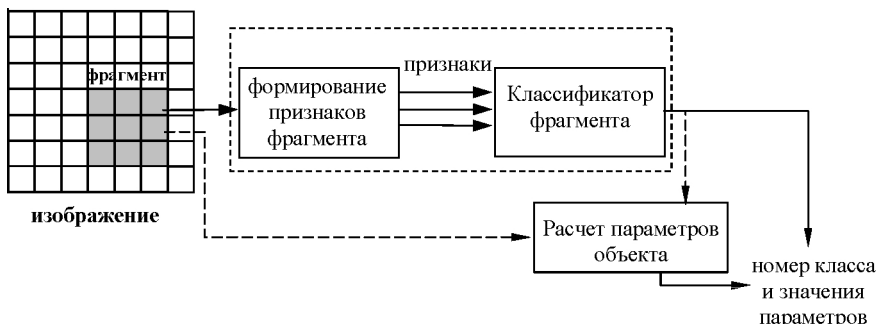 фрагмент
изображение
формирование
признаков
фрагмента
признаки
Классификатор
фрагмента
Расчет параметров
объекта
номер класса
и значения
параметров